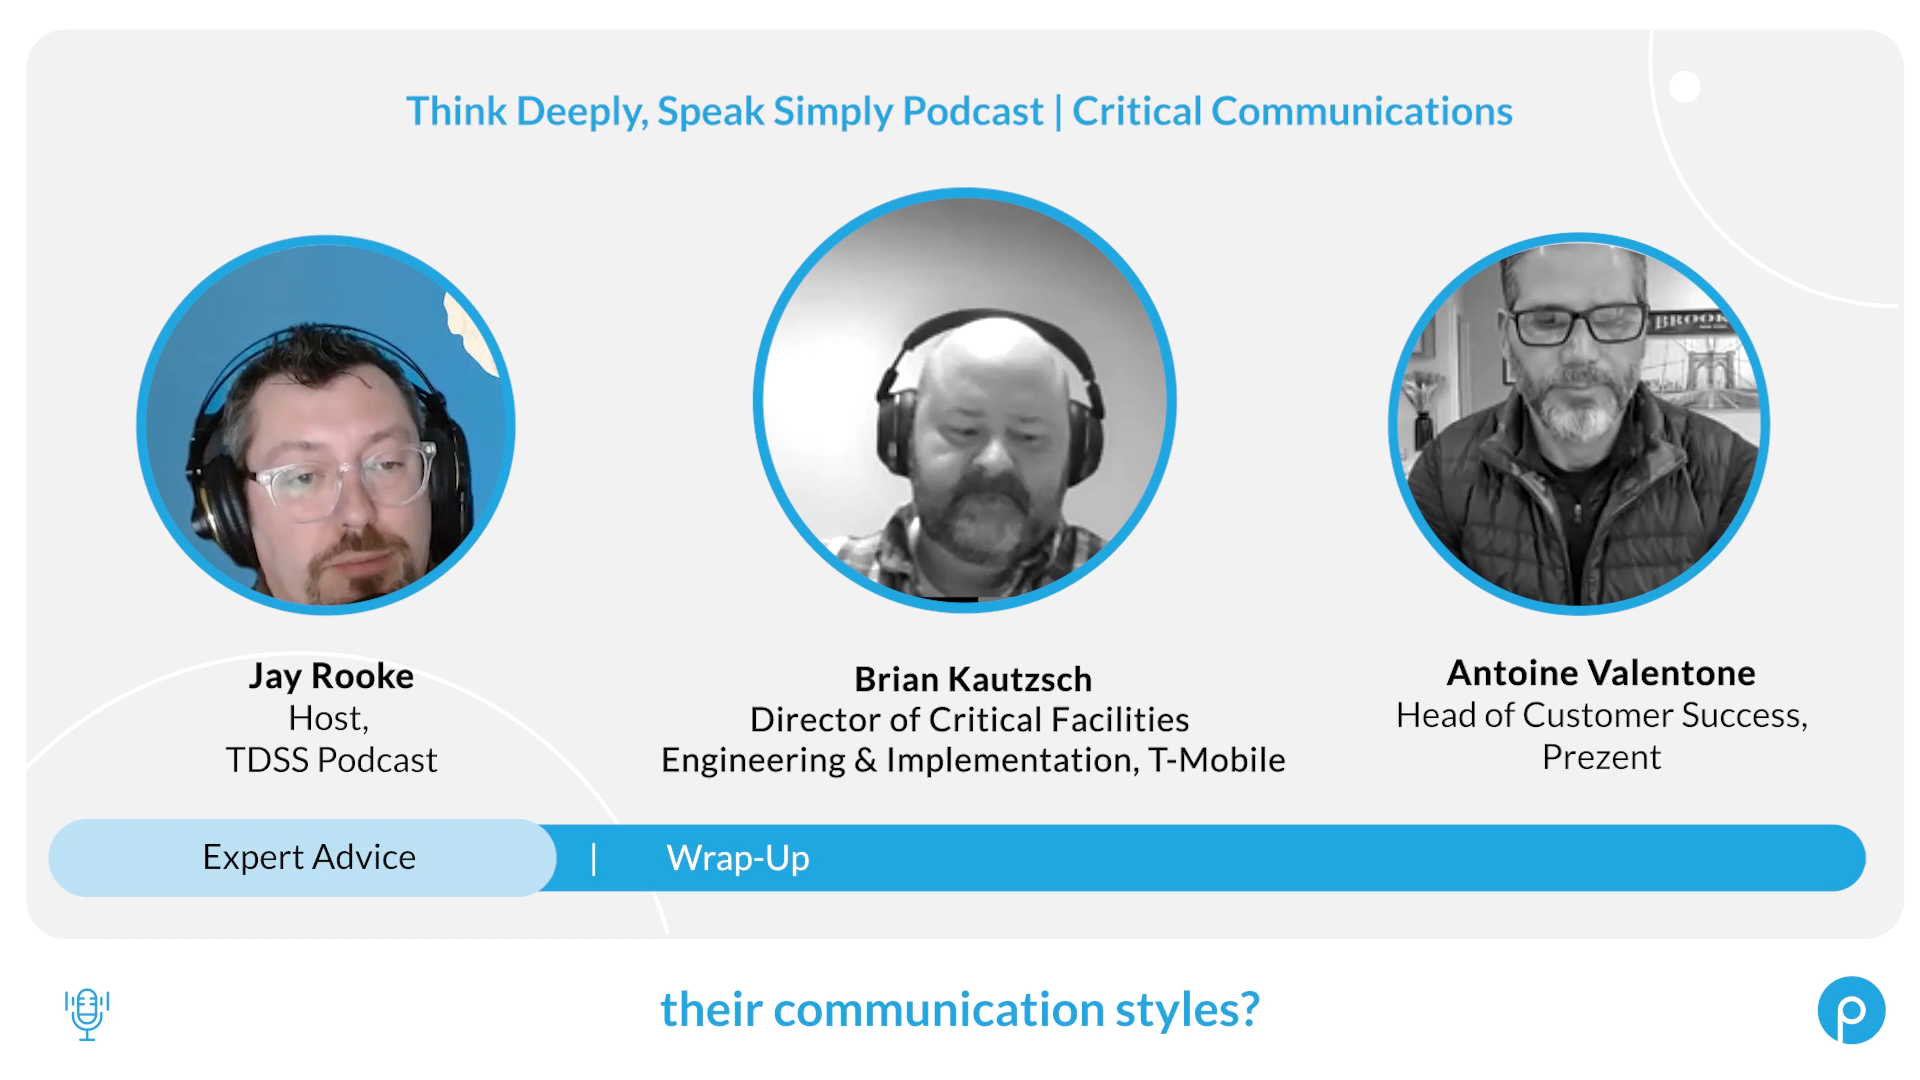 Think Deeply, Speak Simply Podcast | Critical Communications
BROOK
Jay Rooke
Host,
TDSS Podcast
Brian Kautzsch
Director of Critical Facilities
Engineering & Implementation, T-Mobile
Antoine Valentone
Head of Customer Success,
Prezent
Expert Advice | Wrap-Up
their communication styles?